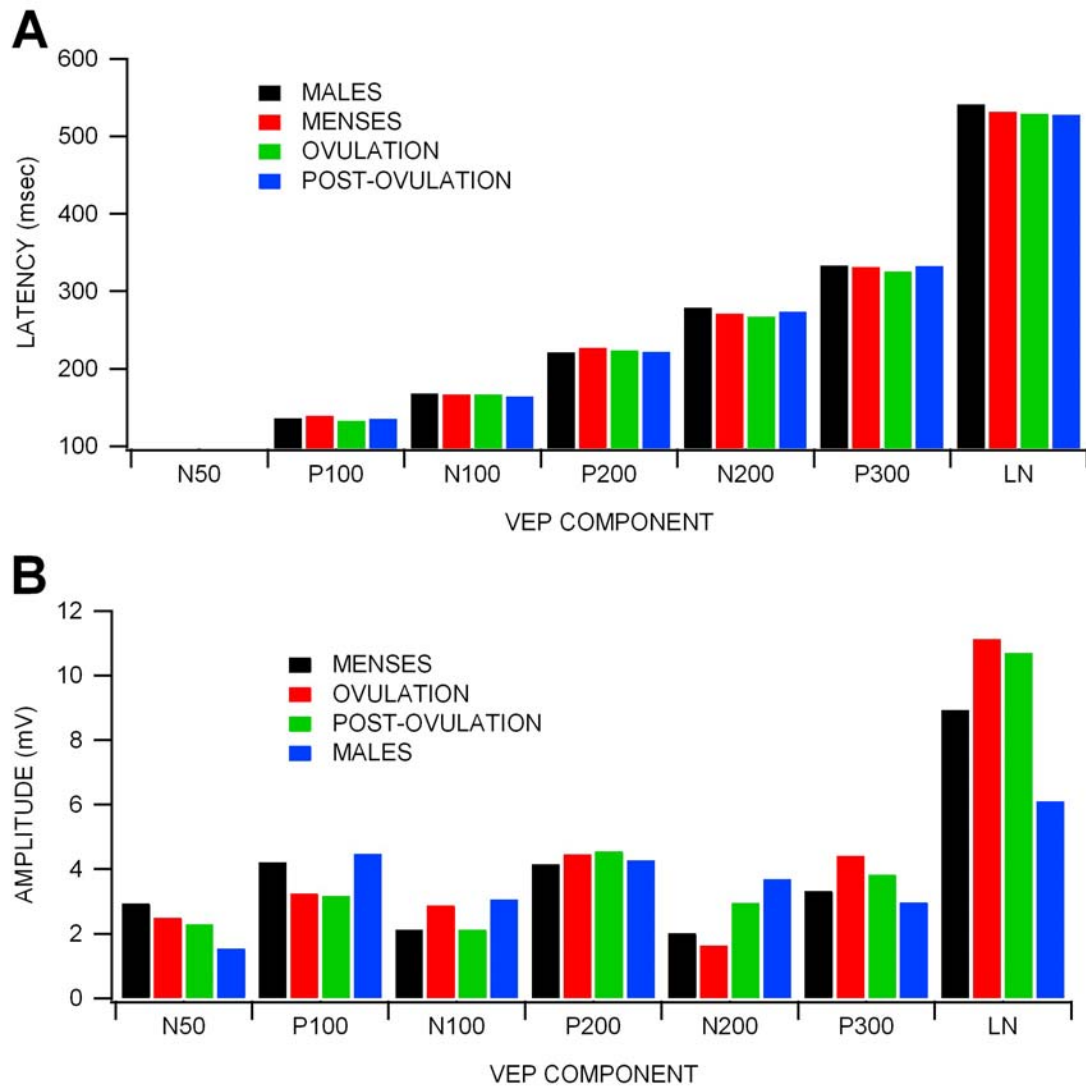 A
600
500
400
300
200
100
LATENCY (msec)
MALES
MENSES
OVULATION
POST-OVULATION
N50 P100 N100 P200 N200 P300 LN
VEP COMPONENT
B
12
10
8
6
4
2
0
AMPLITUDE (mV)
MENSES
OVULATION
POST-OVULATION
MALES
N50 P100 N100 P200 N200 P300 LN
VEP COMPONENT